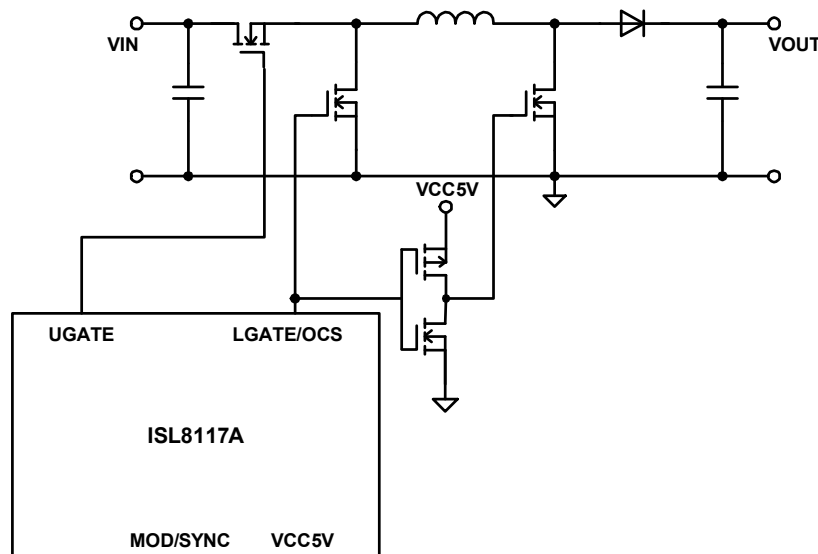 VIN
VOUT
VCC5V
UGATE
LGATE/OCS
ISL8117A
MOD/SYNC
VCC5V